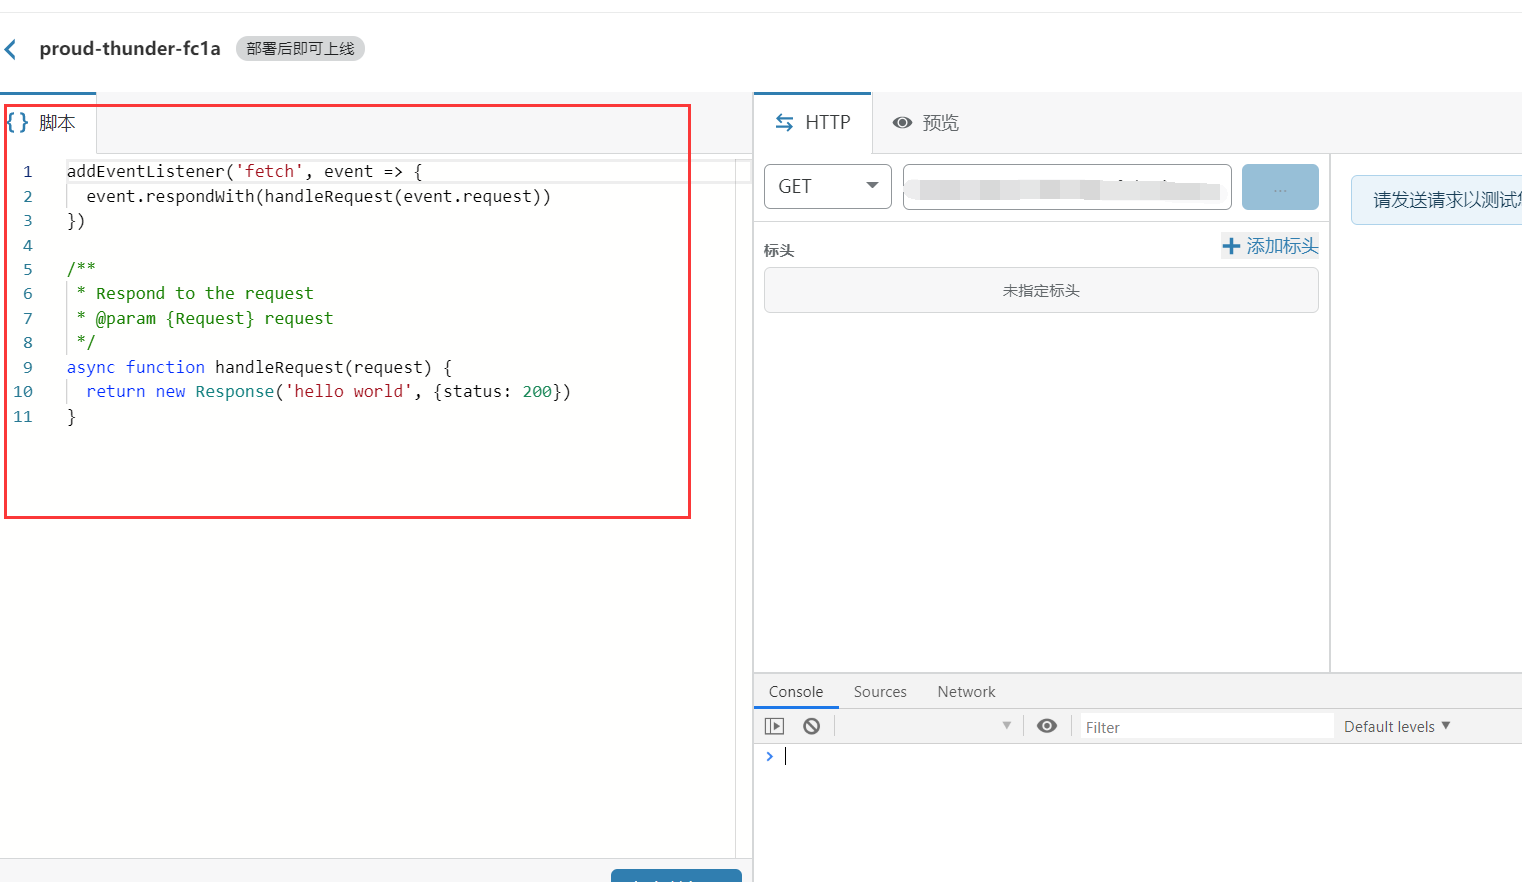 proud-thunder-fc1a 部署后即可上线
{} 脚本
1 addEventListener('fetch', event => {
2 event.respondWith(handleRequest(event.request))
3 })
4
5 /**
6 * Respond to the request
7 * @param {Request} request
8 */
9 async function handleRequest(request) {
10 return new Response('hello world', {status: 200})
11 }
HTTP 预览
GET ...
请发送请求以测试
标头 添加标头
未指定标头
Console Sources Network
Filter Default levels